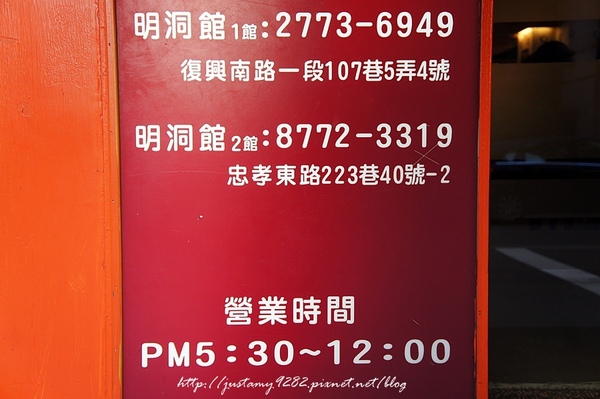 明洞館1館:2773-6949
復興南路一段107巷5弄4號
明洞館2館:8772-3319
忠孝東路223巷40號-2
營業時間
PM5:30~12:00
http://justamy9282.pixnet.net/blog